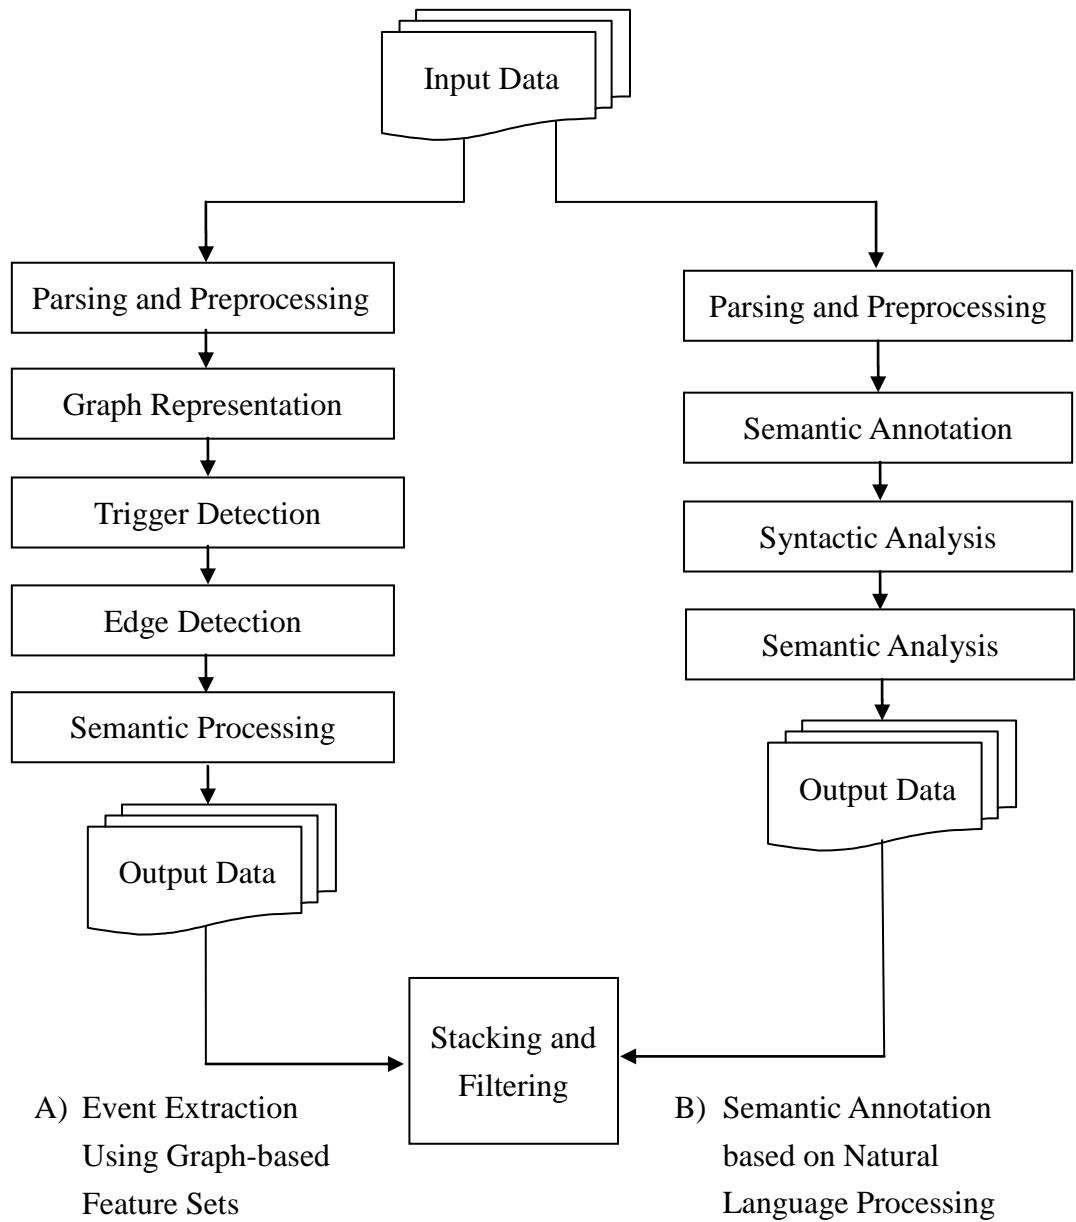 Input Data
Parsing and Preprocessing
Graph Representation
Trigger Detection
Edge Detection
Semantic Processing
Output Data
Parsing and Preprocessing
Semantic Annotation
Syntactic Analysis
Semantic Analysis
Output Data
Stacking and
Filtering
A) Event Extraction
Using Graph-based
Feature Sets
B) Semantic Annotation
based on Natural
Language Processing